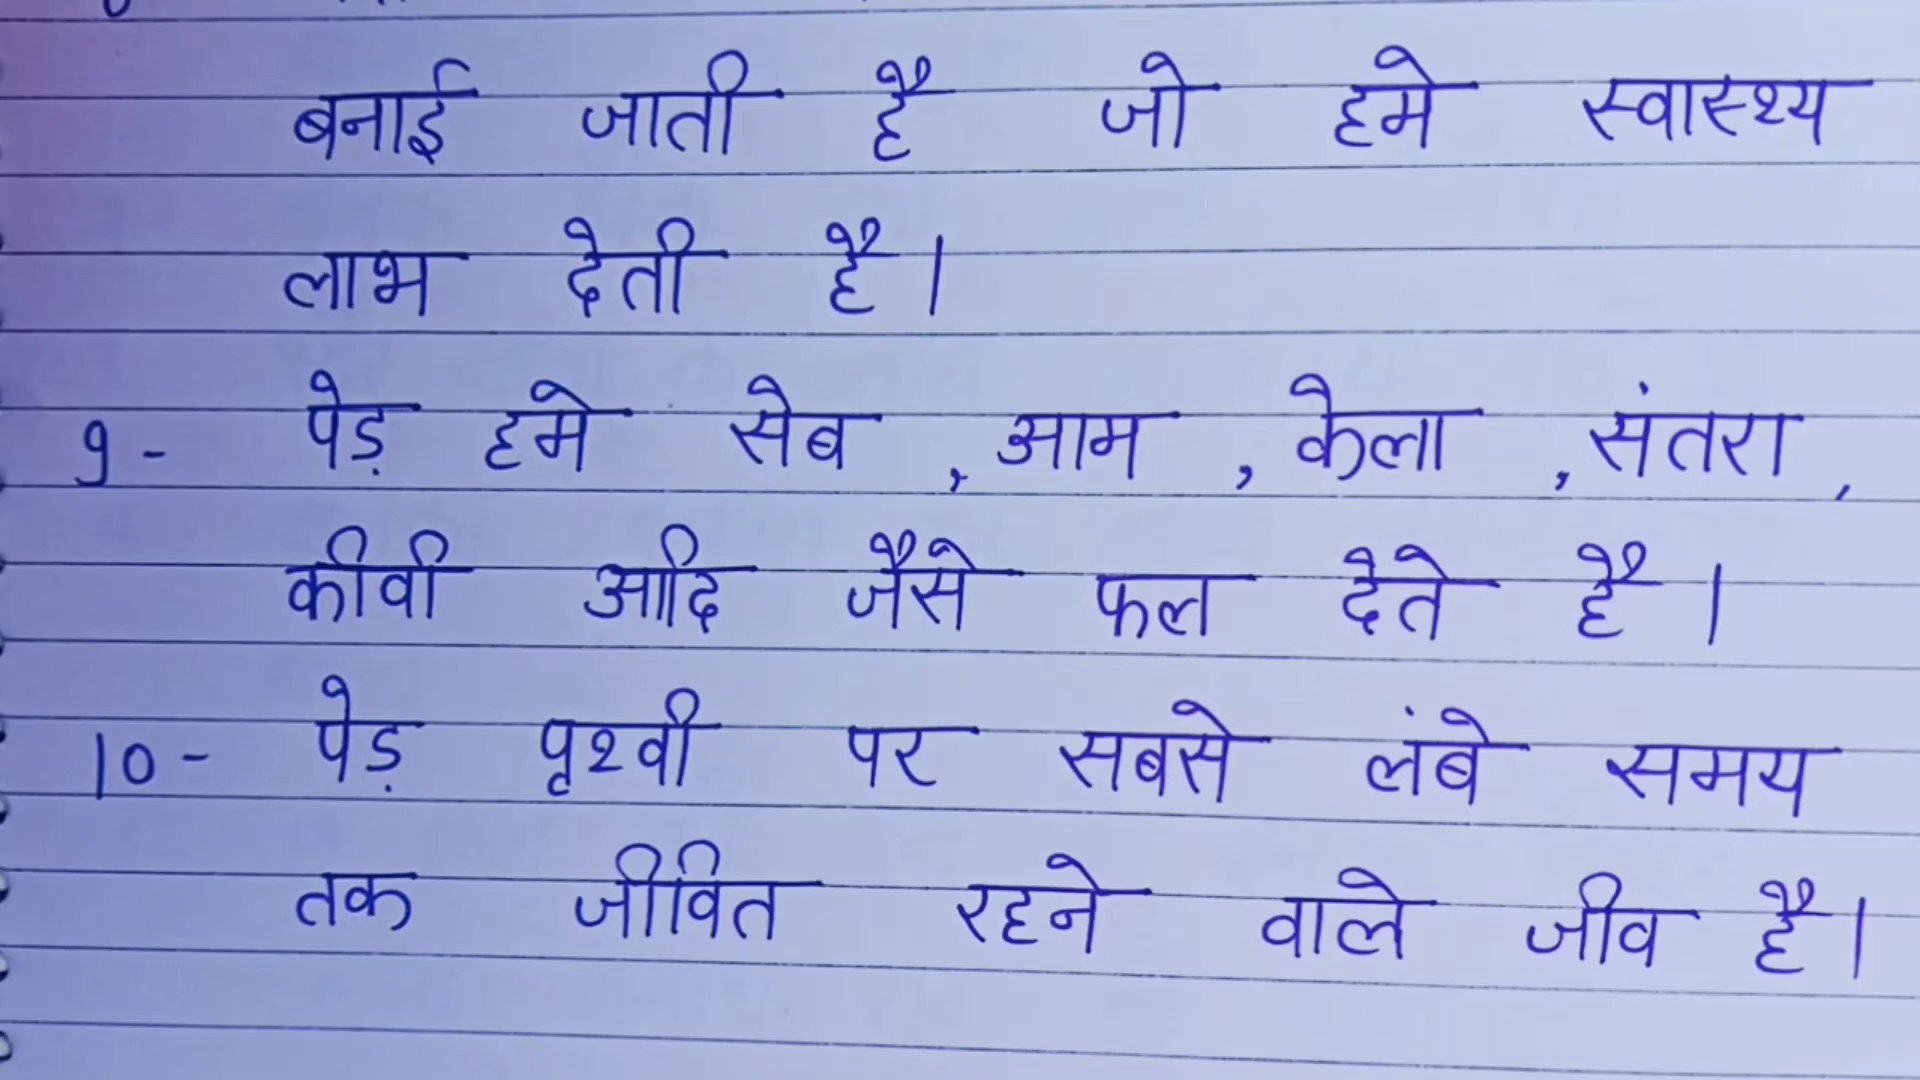 बनाई जाती है जो हमे स्वास्थ्य
लाभ देती है।
9- पेड़ हमे सेब , आम , केला , संतरा ,
कीवी आदि जैसे फल देते है ।
10- पेड़ पृथ्वी पर सबसे लंबे समय
तक जीवित रहने वाले जीव है।